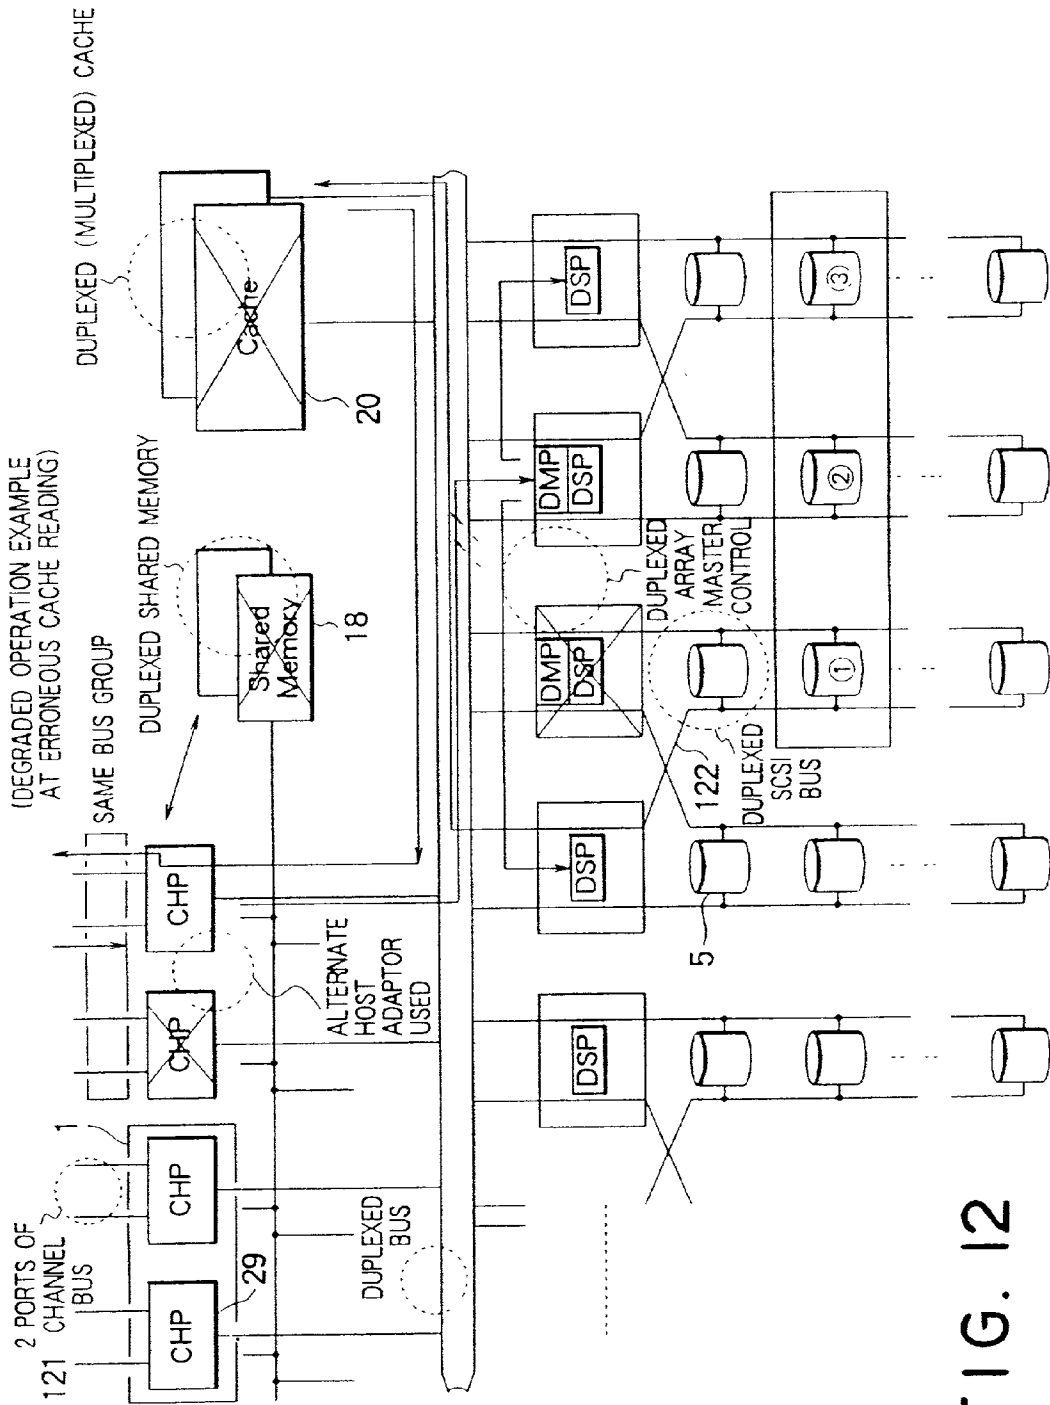 (DEGRADED OPERATION EXAMPLE
AT ERRONEOUS CACHE READING)
121
2 PORTS OF
CHANNEL
BUS
1
SAME BUS GROUP
DUPLEXED SHARED MEMORY
DUPLEXED (MULTIPLEXED) CACHE
CHP
CHP
CHP
CHP
29
Shared
Memory
18
Cache
20
ALTERNATE
HOST
ADAPTOR
USED
DUPLEXED
BUS
DSP
DSP
DMP
DSP
DMP
DSP
DSP
DUPLEXED
ARRAY
MASTER
CONTROL
5
122
DUPLEXED
SCSI
BUS
①
②
③
FIG. 12